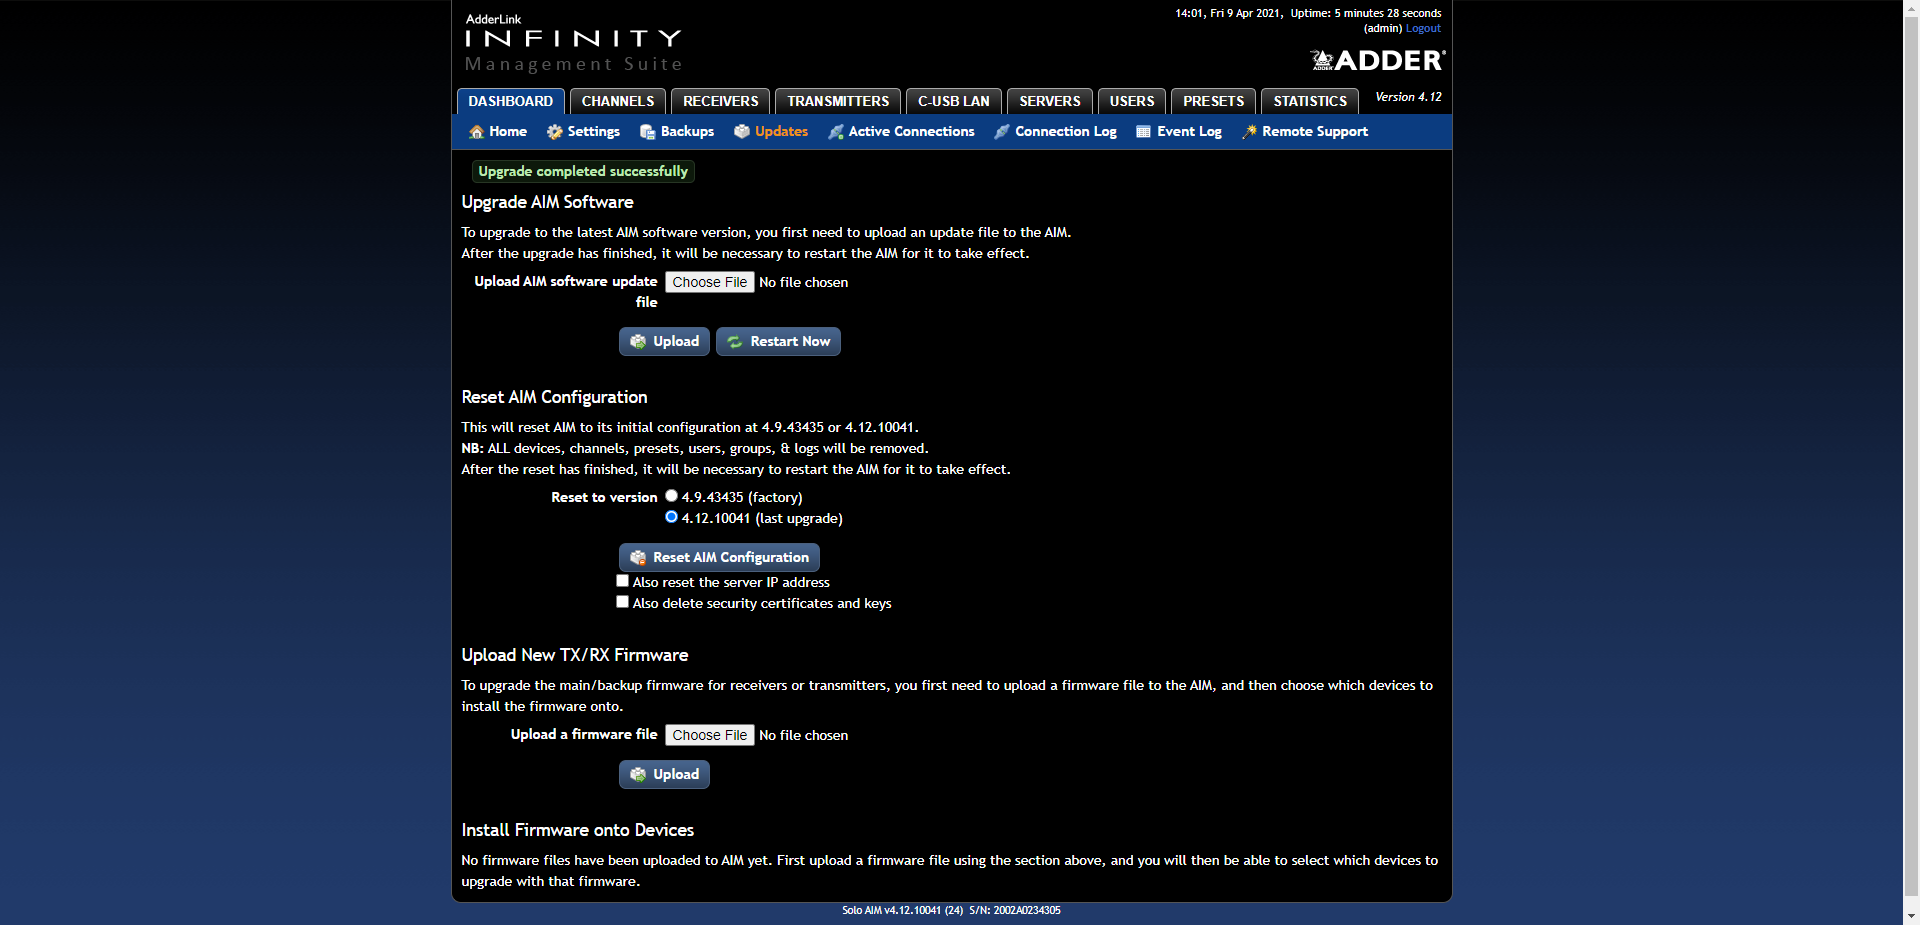 AdderLink
INFINITY
Management Suite
14:01, Fri 9 Apr 2021, Uptime: 5 minutes 28 seconds
(admin) Logout
ADDER
ADDER®
DASHBOARD CHANNELS RECEIVERS TRANSMITTERS C-USB LAN SERVERS USERS PRESETS STATISTICS Version 4.12
Home Settings Backups Updates Active Connections Connection Log Event Log Remote Support
Upgrade completed successfully
Upgrade AIM Software
To upgrade to the latest AIM software version, you first need to upload an update file to the AIM.
After the upgrade has finished, it will be necessary to restart the AIM for it to take effect.
Upload AIM software update Choose File No file chosen
file
Upload Restart Now
Reset AIM Configuration
This will reset AIM to its initial configuration at 4.9.43435 or 4.12.10041.
NB: ALL devices, channels, presets, users, groups, & logs will be removed.
After the reset has finished, it will be necessary to restart the AIM for it to take effect.
Reset to version 4.9.43435 (factory)
4.12.10041 (last upgrade)
Reset AIM Configuration
Also reset the server IP address
Also delete security certificates and keys
Upload New TX/RX Firmware
To upgrade the main/backup firmware for receivers or transmitters, you first need to upload a firmware file to the AIM, and then choose which devices to
install the firmware onto.
Upload a firmware file Choose File No file chosen
Upload
Install Firmware onto Devices
No firmware files have been uploaded to AIM yet. First upload a firmware file using the section above, and you will then be able to select which devices to
upgrade with that firmware.
Solo AIM v4.12.10041 (24) S/N: 2002A0234305